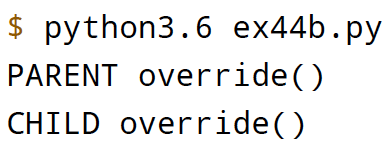 $ python3.6 ex44b.py
PARENT override()
CHILD override()